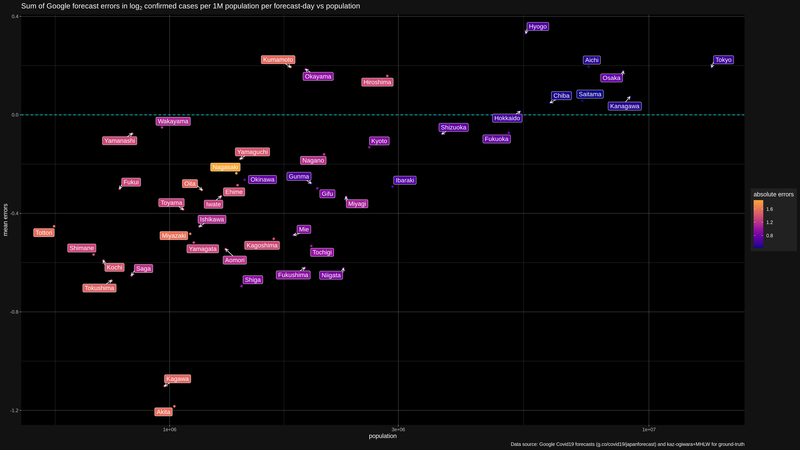 Sum of Google forecast errors in log2 confirmed cases per 1M population per forecast-day vs population
0.4
Hyogo
Kumamoto
Aichi
Tokyo
Okayama
Osaka
Hiroshima
Chiba
Saitama
Kanagawa
0.0
Hokkaido
Wakayama
Shizuoka
Yamanashi
Kyoto
Fukuoka
Yamaguchi
Nagano
Nagasaki
Fukui
Oita
Okinawa
Gunma
Ibaraki
Ehime
Gifu
Toyama
Iwate
Miyagi
-0.4
Ishikawa
Tottori
Miyazaki
Mie
Shimane
Yamagata
Kagoshima
Tochigi
Aomori
Kochi
Saga
Tokushima
Shiga
Fukushima
Niigata
-0.8
Kagawa
Akita
-1.2
mean errors
absolute errors
1.6
1.2
0.8
1e+06
3e+06
1e+07
population
Data source: Google Covid19 forecasts (g.co/covid19/japanforecast) and kaz-ogiwara+MHLW for ground-truth